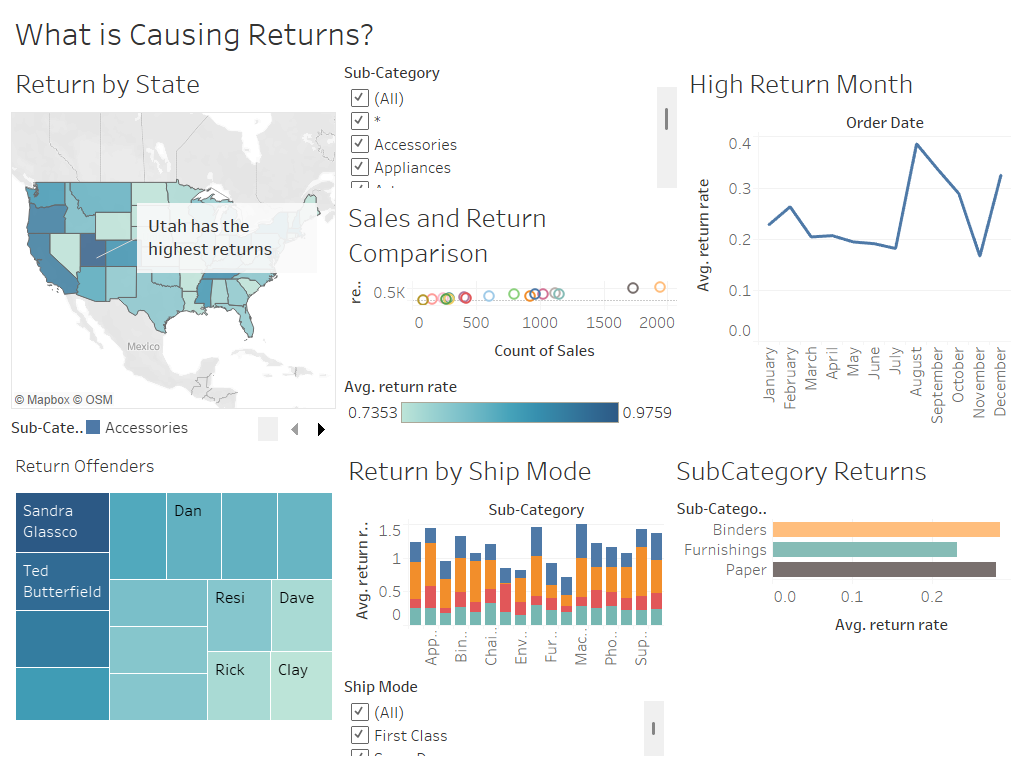 What is Causing Returns?
Return by State
Utah has the
highest returns
Mexico
© Mapbox © OSM
Sub-Cate.. Accessories
Sub-Category
(All)
*
Accessories
Appliances
Sales and Return
Comparison
re..
0.5K
0 500 1000 1500 2000
Count of Sales
Avg. return rate
0.7353 0.9759
High Return Month
Order Date
Avg. return rate
0.4
0.3
0.2
0.1
0.0
January
February
March
April
May
June
July
August
September
October
November
December
Return Offenders
Sandra
Glassco
Dan
Ted
Butterfield
Resi
Dave
Rick
Clay
Return by Ship Mode
Sub-Category
Avg. return r..
1.5
1
0.5
0
App..
Bin..
Chai..
Env..
Fur..
Mac..
Pho..
Sup..
Ship Mode
(All)
First Class
SubCategory Returns
Sub-Catego..
Binders
Furnishings
Paper
0.0 0.1 0.2
Avg. return rate